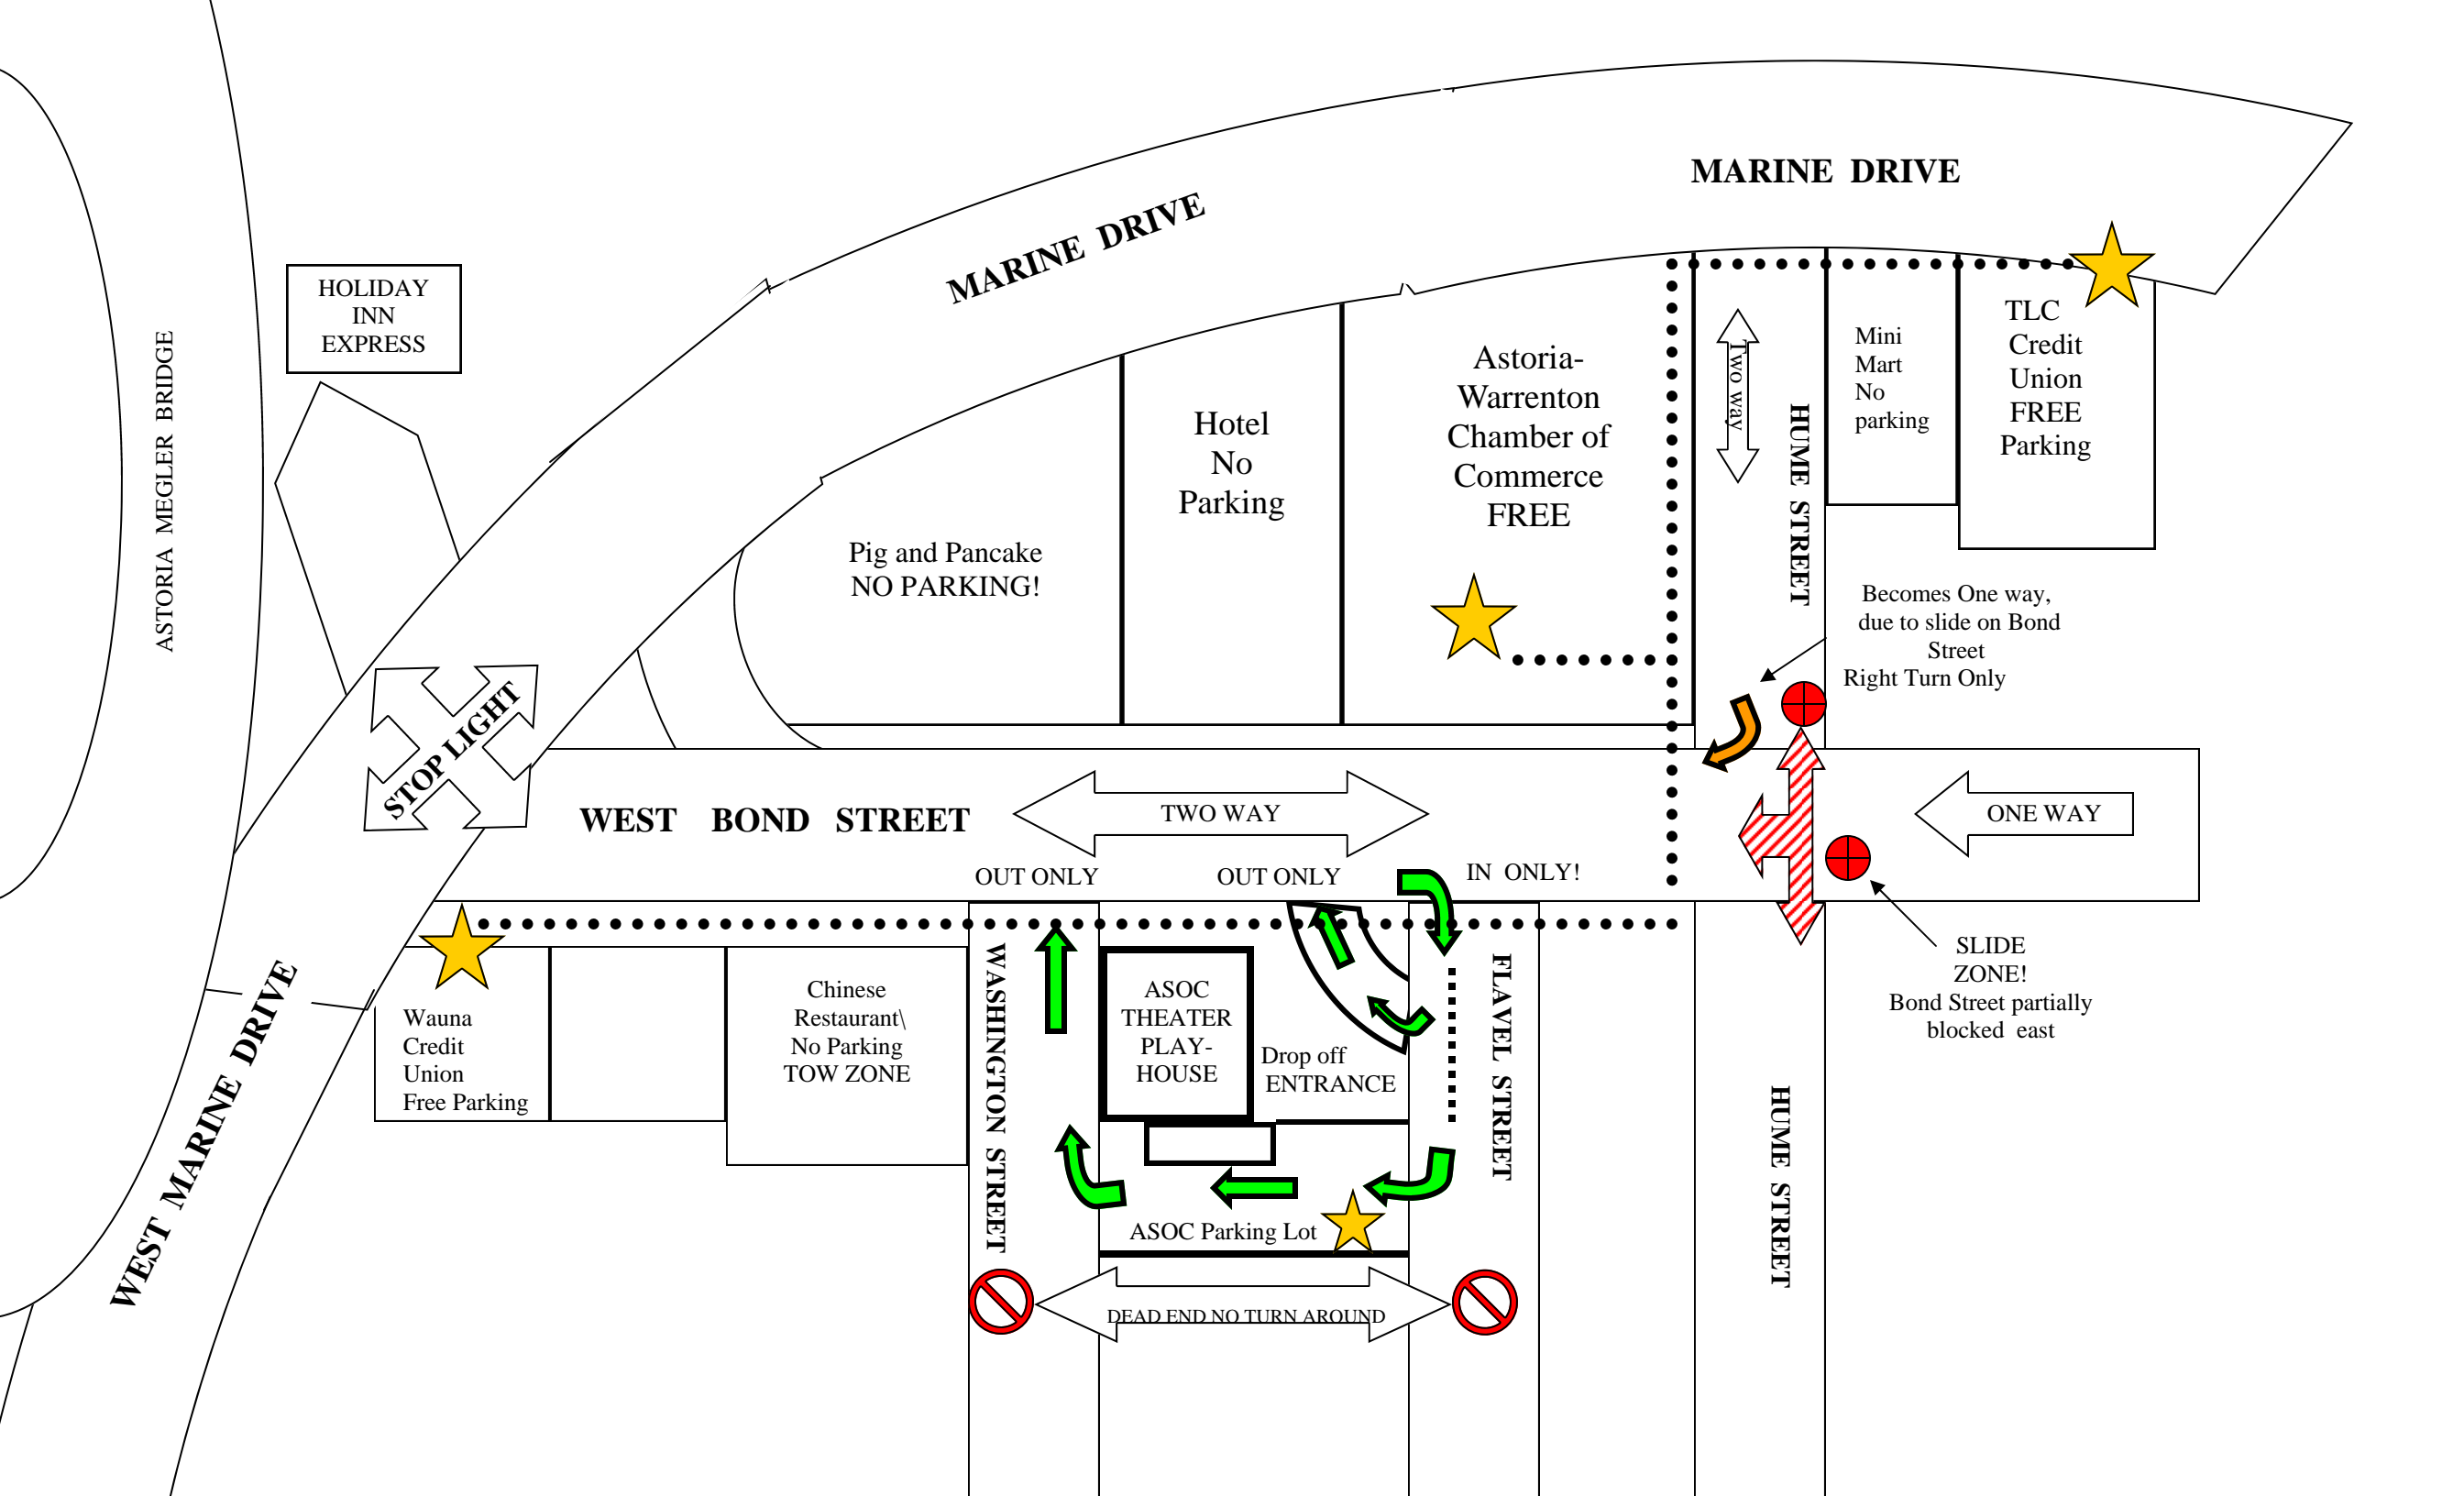 MARINE  DRIVE
MARINE  DRIVE
HOLIDAY
INN
EXPRESS
ASTORIA  MEGLER  BRIDGE
TLC
Credit
Union
FREE
Parking
Mini
Mart
No
parking
Two way
HUME  STREET
Astoria-
Warrenton
Chamber of
Commerce
FREE
Hotel
No
Parking
Pig and Pancake
NO PARKING!
Becomes One way,
due to slide on Bond
Street
Right Turn Only
STOP LIGHT
WEST   BOND   STREET
TWO WAY
ONE WAY
OUT ONLY
OUT ONLY
IN  ONLY!
SLIDE
ZONE!
Bond Street partially
blocked  east
WEST  MARINE  DRIVE
Wauna
Credit
Union
Free Parking
Chinese
Restaurant\
No Parking
TOW ZONE
WASHINGTON  STREET
ASOC
THEATER
PLAY-
HOUSE
Drop off
ENTRANCE
FLAVEL  STREET
HUME  STREET
ASOC Parking Lot
DEAD END NO TURN AROUND